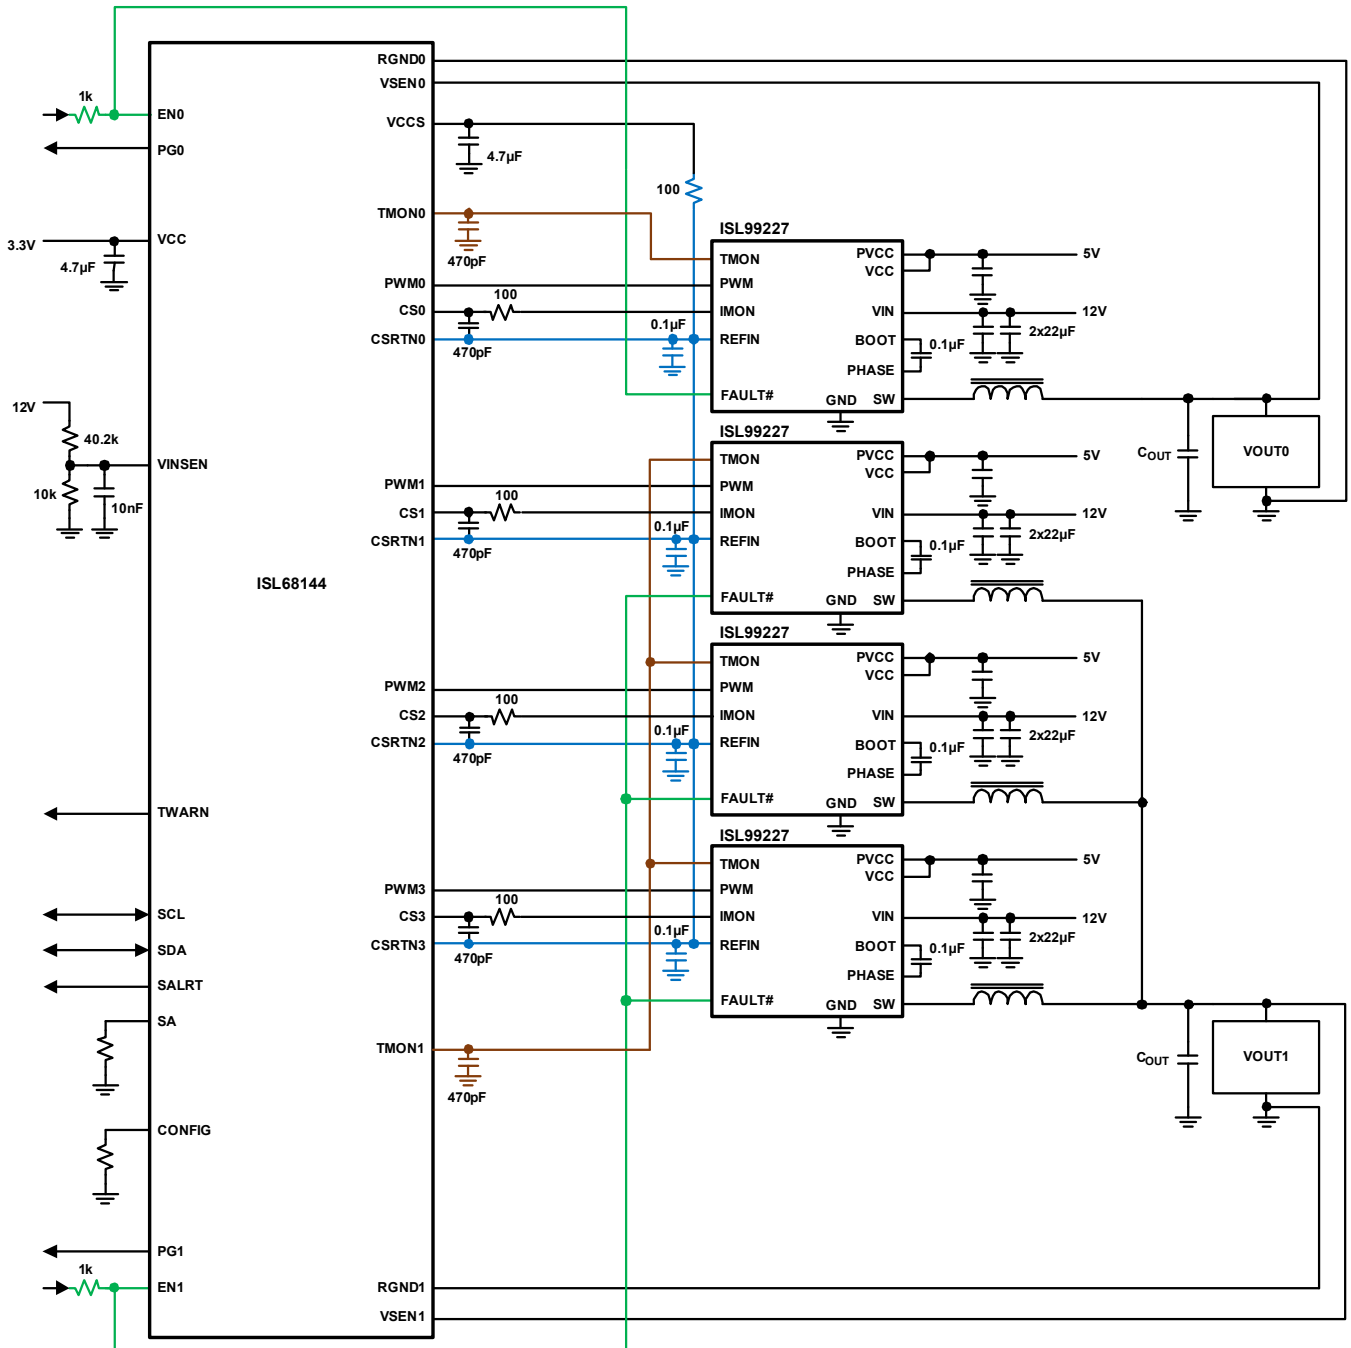 RGND0
VSEN0
1k
EN0
VCCS
PG0
4.7µF
100
TMON0
ISL99227
3.3V
VCC
4.7µF
470pF
TMON
PVCC
VCC
5V
PWM0
PWM
CS0
100
IMON
VIN
12V
0.1µF
2x22µF
CSRTN0
470pF
REFIN
BOOT
0.1µF
PHASE
FAULT#
GND
SW
12V
40.2k
VINSEN
10k
10nF
ISL99227
TMON
PVCC
VCC
5V
COUT
VOUT0
PWM1
PWM
100
CS1
IMON
VIN
12V
0.1µF
2x22µF
CSRTN1
470pF
REFIN
BOOT
0.1µF
PHASE
ISL68144
FAULT#
GND
SW
ISL99227
TMON
PVCC
VCC
5V
PWM2
PWM
100
CS2
IMON
VIN
12V
0.1µF
2x22µF
CSRTN2
470pF
REFIN
BOOT
0.1µF
PHASE
FAULT#
GND
SW
TWARN
ISL99227
TMON
PVCC
VCC
5V
PWM3
PWM
100
CS3
IMON
VIN
12V
SCL
0.1µF
2x22µF
CSRTN3
470pF
REFIN
BOOT
0.1µF
SDA
PHASE
SALRT
FAULT#
GND
SW
SA
TMON1
470pF
COUT
VOUT1
CONFIG
PG1
1k
EN1
RGND1
VSEN1